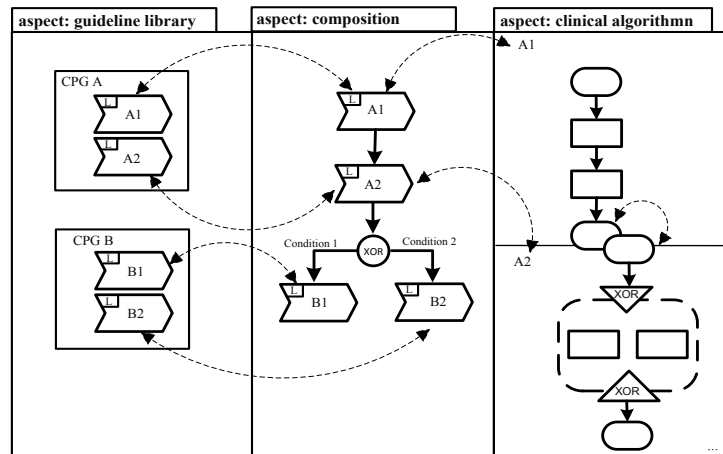 aspect: guideline library
aspect: composition
aspect: clinical algorithmn
CPG A
L
A1
L
A2
CPG B
L
B1
L
B2
L
A1
L
A2
Condition 1
XOR
Condition 2
L
B1
L
B2
A1
A2
XOR
XOR
...